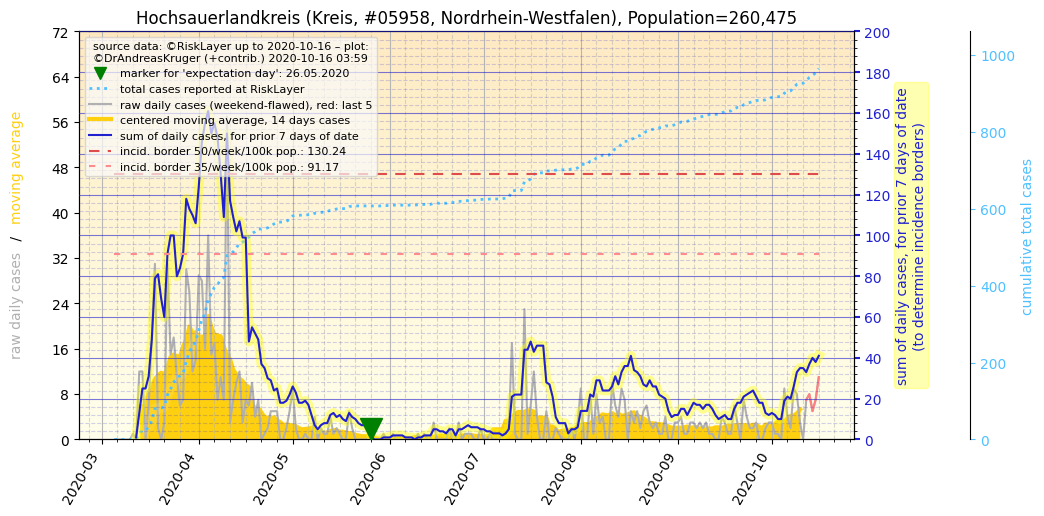 Hochsauerlandkreis (Kreis, #05958, Nordrhein-Westfalen), Population=260,475
source data: ©RiskLayer up to 2020-10-16 – plot:
©DrAndreasKruger (+contrib.) 2020-10-16 03:59
marker for 'expectation day': 26.05.2020
total cases reported at RiskLayer
raw daily cases (weekend-flawed), red: last 5
centered moving average, 14 days cases
sum of daily cases, for prior 7 days of date
incid. border 50/week/100k pop.: 130.24
incid. border 35/week/100k pop.: 91.17
raw daily cases / moving average
72
64
56
48
40
32
24
16
8
0
200
180
160
140
120
100
80
60
40
20
0
sum of daily cases, for prior 7 days of date
(to determine incidence borders)
1000
800
600
400
200
0
cumulative total cases
2020-03
2020-04
2020-05
2020-06
2020-07
2020-08
2020-09
2020-10